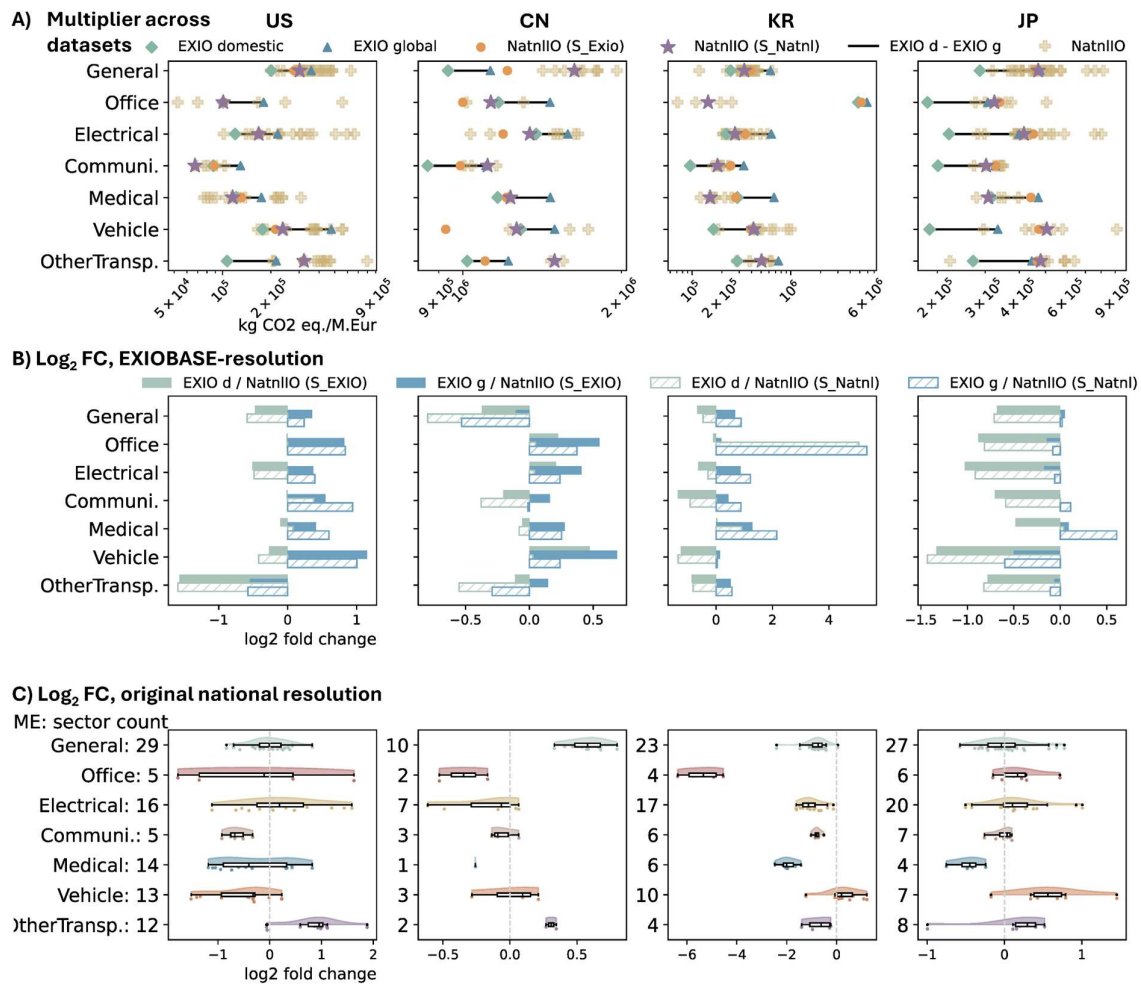 A) Multiplier across datasets
US CN KR JP
EXIO domestic EXIO global NatnlIO (S_Exio) NatnlIO (S_Natnl) EXIO d - EXIO g NatnlIO
General
Office
Electrical
Communi.
Medical
Vehicle
OtherTransp.
5 × 10⁴ 10⁵ 2 × 10⁵ 9 × 10⁵ 9 × 10⁵ 10⁶ 2 × 10⁶ 10⁵ 2 × 10⁵ 10⁶ 6 × 10⁶ 2 × 10⁵ 3 × 10⁵ 4 × 10⁵ 6 × 10⁵ 9 × 10⁵
kg CO2 eq./M.Eur
B) Log₂ FC, EXIOBASE-resolution
EXIO d / NatnlIO (S_EXIO) EXIO g / NatnlIO (S_EXIO) EXIO d / NatnlIO (S_Natnl) EXIO g / NatnlIO (S_Natnl)
General
Office
Electrical
Communi.
Medical
Vehicle
OtherTransp.
−1 0 1 −0.5 0.0 0.5 0 2 4 −1.5 −1.0 −0.5 0.0 0.5
log2 fold change
C) Log₂ FC, original national resolution
ME: sector count
General: 29 10 23 27
Office: 5 2 4 6
Electrical: 16 7 17 20
Communi.: 5 3 6 7
Medical: 14 1 6 4
Vehicle: 13 3 10 7
OtherTransp.: 12 2 4 8
−1 0 1 2 −0.5 0.0 0.5 −6 −4 −2 0 −1 0 1
log2 fold change